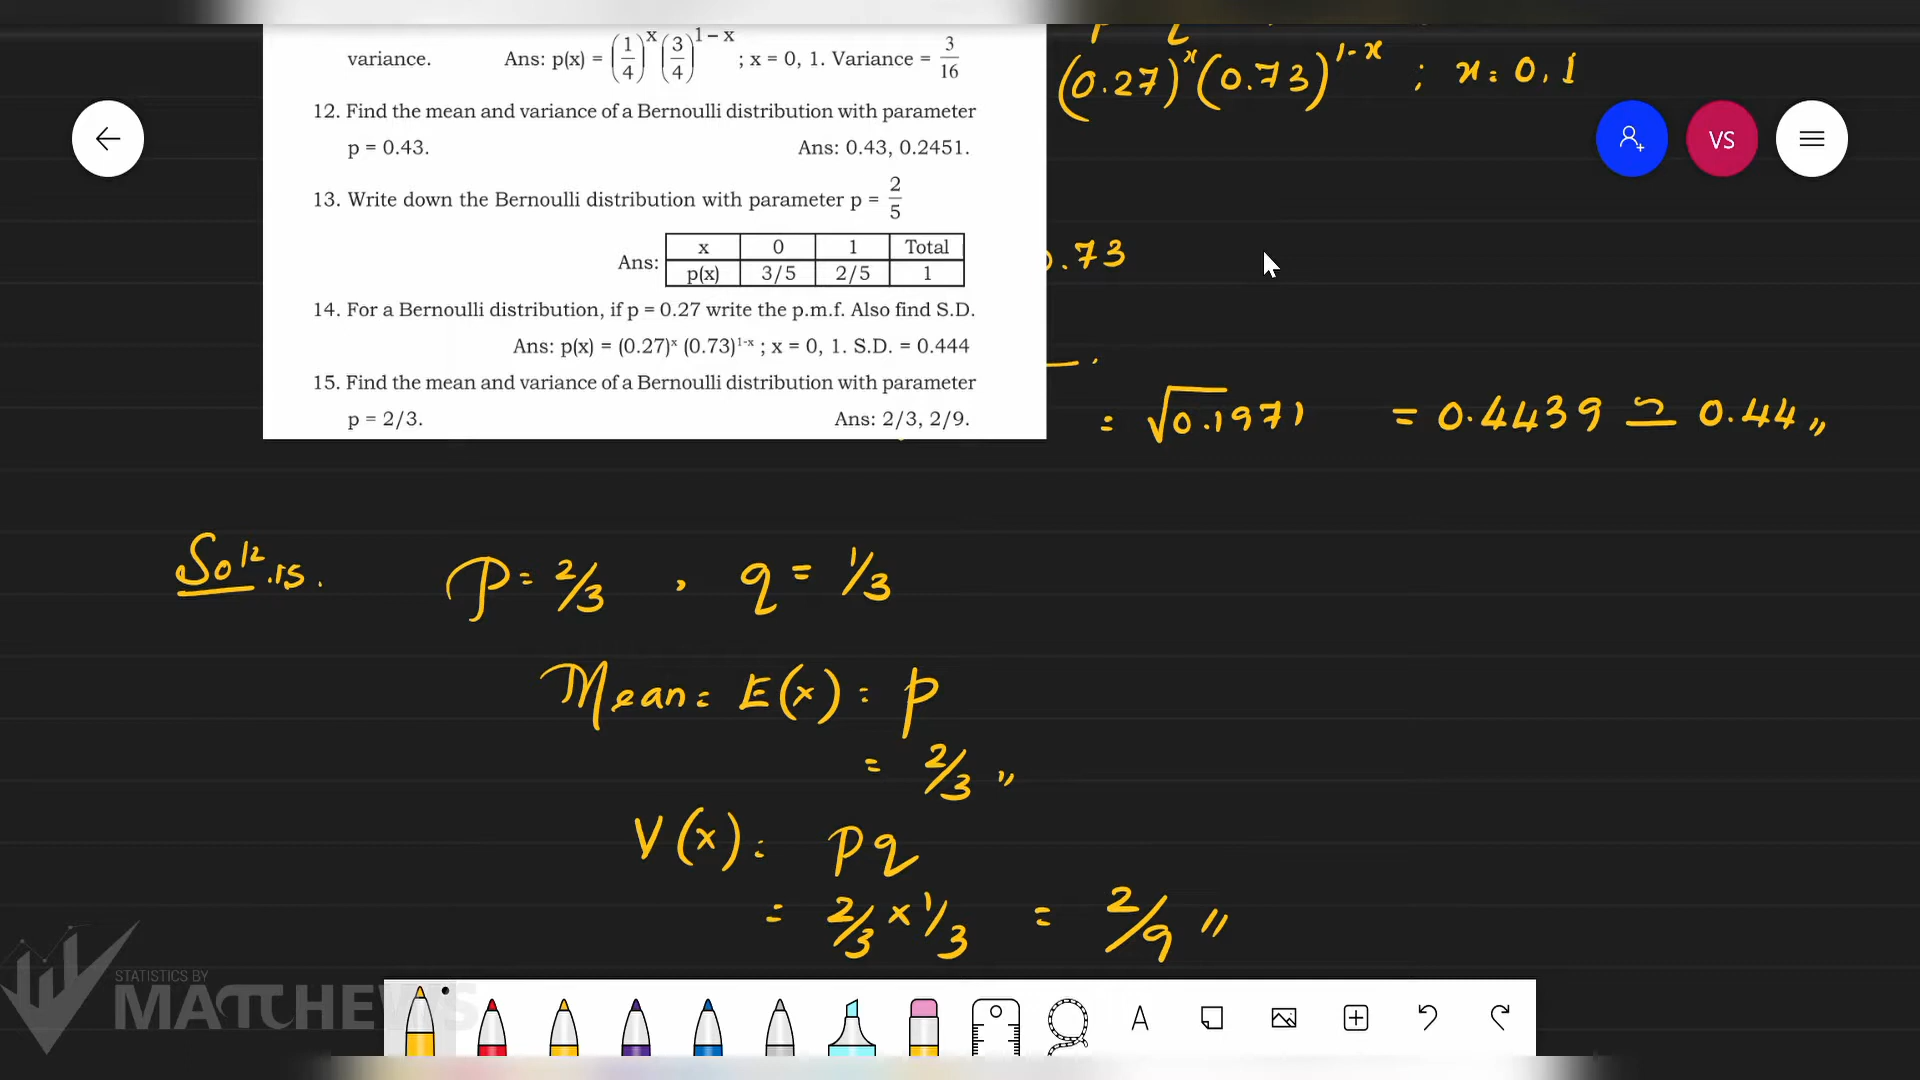 variance. Ans: p(x) = (1/4)^x (3/4)^1-x ; x = 0, 1. Variance = 3/16
12. Find the mean and variance of a Bernoulli distribution with parameter
p = 0.43. Ans: 0.43, 0.2451.
13. Write down the Bernoulli distribution with parameter p = 2/5
Ans:
x 0 1 Total
p(x) 3/5 2/5 1
14. For a Bernoulli distribution, if p = 0.27 write the p.m.f. Also find S.D.
Ans: p(x) = (0.27)^x (0.73)^1-x ; x = 0, 1. S.D. = 0.444
15. Find the mean and variance of a Bernoulli distribution with parameter
p = 2/3. Ans: 2/3, 2/9.
(0.27)^x (0.73)^1-x ; x = 0, 1
VS
0.73
= √0.1971 = 0.4439 ≃ 0.44 "
Sol^n .15. P = 2/3 , q = 1/3
Mean = E(x) = p
= 2/3 "
V(x) = pq
= 2/3 × 1/3 = 2/9 "
STATISTICS BY
MATTHEWS
A